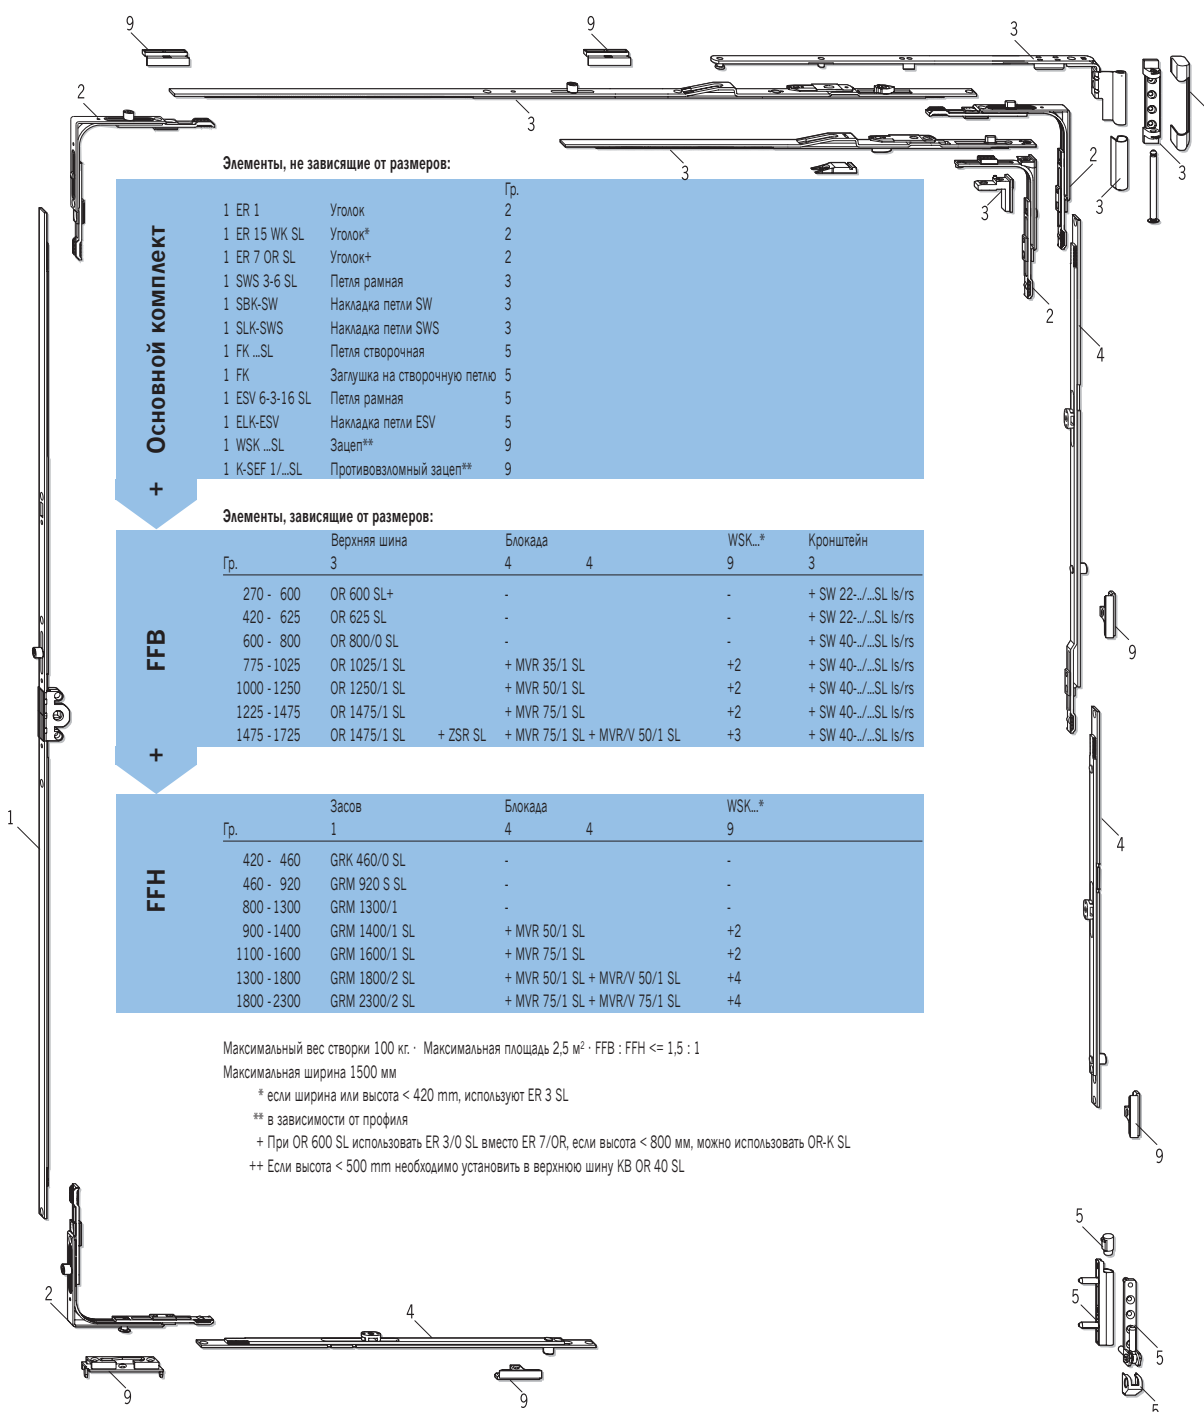 9
9
3
2
3
3
2
3
3
3
2
4
Элементы, не зависящие от размеров:
Основной комплект
Гр.
1 ER 1 Уголок 2
1 ER 15 WK SL Уголок* 2
1 ER 7 OR SL Уголок+ 2
1 SWS 3-6 SL Петля рамная 3
1 SBK-SW Накладка петли SW 3
1 SLK-SWS Накладка петли SWS 3
1 FK ...SL Петля створочная 5
1 FK Заглушка на створочную петлю 5
1 ESV 6-3-16 SL Петля рамная 5
1 ELK-ESV Накладка петли ESV 5
1 WSK ...SL Зацеп** 9
1 K-SEF 1/...SL Противовзломный зацеп** 9
+
Элементы, зависящие от размеров:
FFB
Верхняя шина Блокада WSK...* Кронштейн
Гр. 3 4 4 9 3
270 - 600 OR 600 SL+ - - + SW 22-../...SL ls/rs
420 - 625 OR 625 SL - - + SW 22-../...SL ls/rs
600 - 800 OR 800/0 SL - - + SW 40-../...SL ls/rs
775 -1025 OR 1025/1 SL + MVR 35/1 SL +2 + SW 40-../...SL ls/rs
1000 -1250 OR 1250/1 SL + MVR 50/1 SL +2 + SW 40-../...SL ls/rs
1225 -1475 OR 1475/1 SL + MVR 75/1 SL +2 + SW 40-../...SL ls/rs
1475 -1725 OR 1475/1 SL + ZSR SL + MVR 75/1 SL + MVR/V 50/1 SL +3 + SW 40-../...SL ls/rs
+
9
1
4
FFH
Засов Блокада WSK...*
Гр. 1 4 4 9
420 - 460 GRK 460/0 SL - -
460 - 920 GRM 920 S SL - -
800 -1300 GRM 1300/1 - -
900 -1400 GRM 1400/1 SL + MVR 50/1 SL +2
1100 -1600 GRM 1600/1 SL + MVR 75/1 SL +2
1300 -1800 GRM 1800/2 SL + MVR 50/1 SL + MVR/V 50/1 SL +4
1800 -2300 GRM 2300/2 SL + MVR 75/1 SL + MVR/V 75/1 SL +4
Максимальный вес створки 100 кг. · Максимальная площадь 2,5 м² · FFB : FFH <= 1,5 : 1
Максимальная ширина 1500 мм
* если ширина или высота < 420 mm, используют ER 3 SL
** в зависимости от профиля
+ При OR 600 SL использовать ER 3/0 SL вместо ER 7/OR, если высота < 800 мм, можно использовать OR-K SL
++ Если высота < 500 mm необходимо установить в верхнюю шину KB OR 40 SL
9
5
2
4
5
5
9
9
5